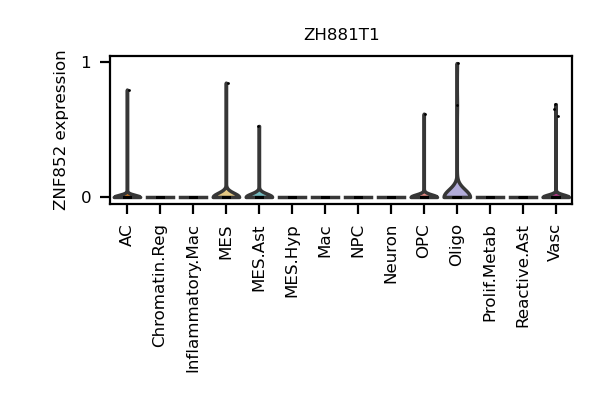 ZH881T1
ZNF852 expression
1
0
AC
Chromatin.Reg
Inflammatory.Mac
MES
MES.Ast
MES.Hyp
Mac
NPC
Neuron
OPC
Oligo
Prolif.Metab
Reactive.Ast
Vasc